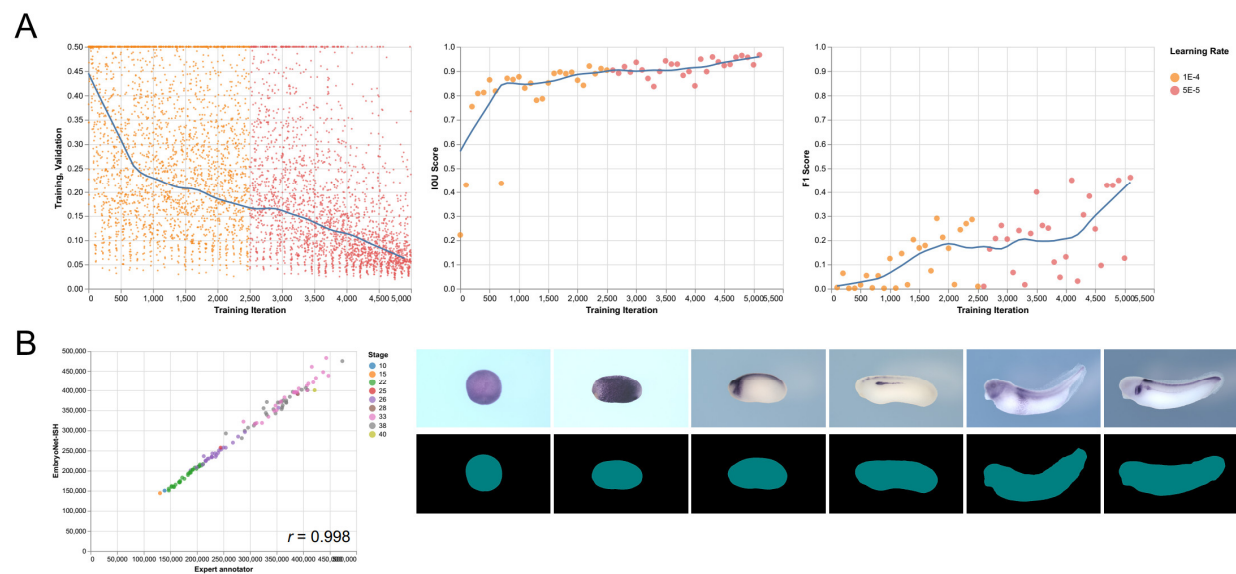 A
Training, Validation
0.50
0.45
0.40
0.35
0.30
0.25
0.20
0.15
0.10
0.05
0.00
0 500 1,000 1,500 2,000 2,500 3,000 3,500 4,000 4,500 5,000
Training Iteration
IOU Score
1.0
0.9
0.8
0.7
0.6
0.5
0.4
0.3
0.2
0.1
0.0
0 500 1,000 1,500 2,000 2,500 3,000 3,500 4,000 4,500 5,000 5,500
Training Iteration
F1 Score
1.0
0.9
0.8
0.7
0.6
0.5
0.4
0.3
0.2
0.1
0.0
0 500 1,000 1,500 2,000 2,500 3,000 3,500 4,000 4,500 5,000 5,500
Training Iteration
Learning Rate
1E-4
5E-5
B
EmbryoNet-ISH
500,000
450,000
400,000
350,000
300,000
250,000
200,000
150,000
100,000
50,000
0
0 50,000 100,000 150,000 200,000 250,000 300,000 350,000 400,000 450,000 500,000
Expert annotator
r = 0.998
Stage
10
15
22
25
26
28
33
38
40